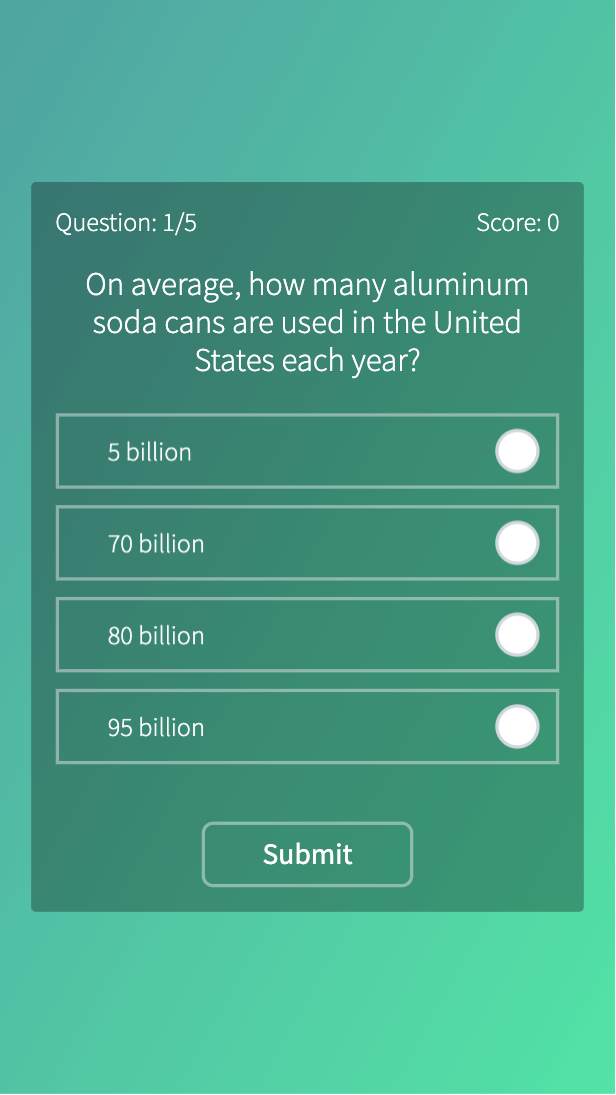 Question: 1/5
Score: 0
On average, how many aluminum
soda cans are used in the United
States each year?
5 billion
70 billion
80 billion
95 billion
Submit